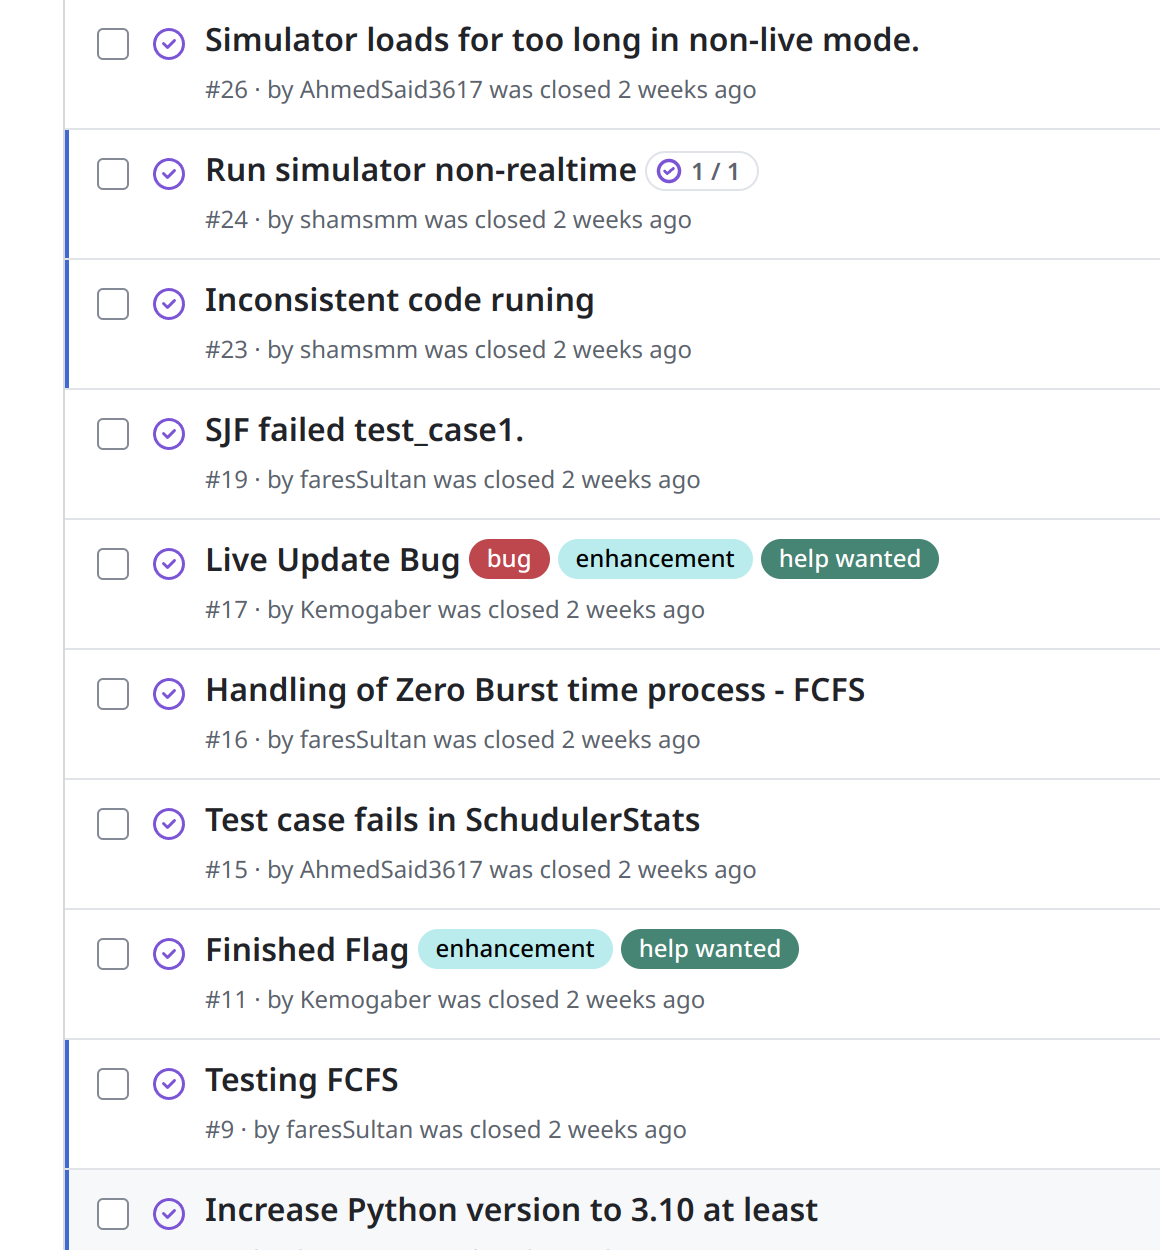 Simulator loads for too long in non-live mode.
#26 · by AhmedSaid3617 was closed 2 weeks ago
Run simulator non-realtime 1 / 1
#24 · by shamsmm was closed 2 weeks ago
Inconsistent code runing
#23 · by shamsmm was closed 2 weeks ago
SJF failed test_case1.
#19 · by faresSultan was closed 2 weeks ago
Live Update Bug bug enhancement help wanted
#17 · by Kemogaber was closed 2 weeks ago
Handling of Zero Burst time process - FCFS
#16 · by faresSultan was closed 2 weeks ago
Test case fails in SchudulerStats
#15 · by AhmedSaid3617 was closed 2 weeks ago
Finished Flag enhancement help wanted
#11 · by Kemogaber was closed 2 weeks ago
Testing FCFS
#9 · by faresSultan was closed 2 weeks ago
Increase Python version to 3.10 at least